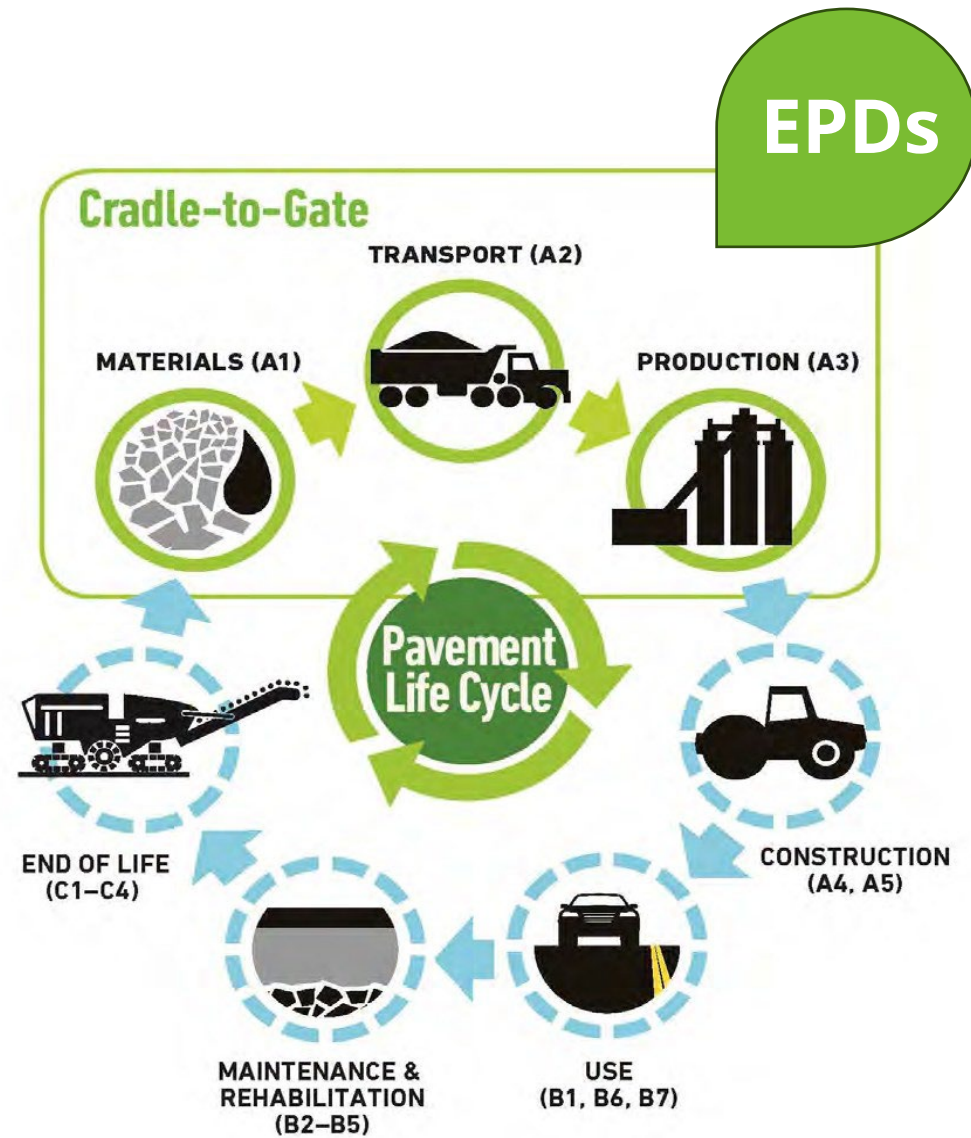 EPDs
Cradle-to-Gate
TRANSPORT (A2)
MATERIALS (A1)
PRODUCTION (A3)
Pavement
Life Cycle
CONSTRUCTION
(A4, A5)
END OF LIFE
(C1–C4)
USE
(B1, B6, B7)
MAINTENANCE &
REHABILITATION
(B2–B5)